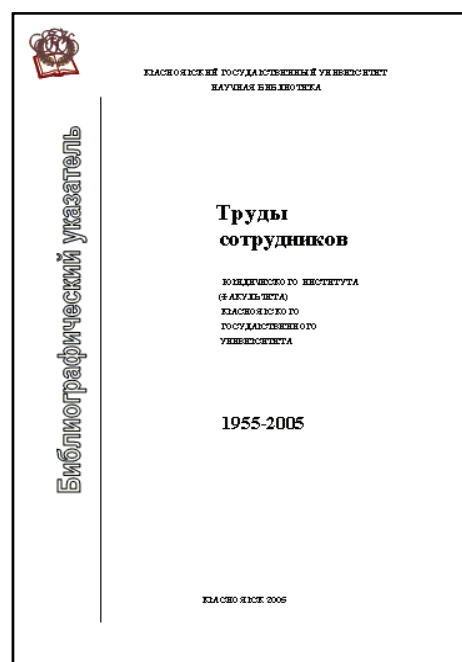 КРАСНОЯРСКИЙ ГОСУДАРСТВЕННЫЙ УНИВЕРСИТЕТ
НАУЧНАЯ БИБЛИОТЕКА
Библиографический указатель
Труды
сотрудников
ЮРИДИЧЕСКОГО ИНСТИТУТА
(ФАКУЛЬТЕТА)
КРАСНОЯРСКОГО
ГОСУДАРСТВЕННОГО
УНИВЕРСИТЕТА
1955-2005
КРАСНОЯРСК 2006